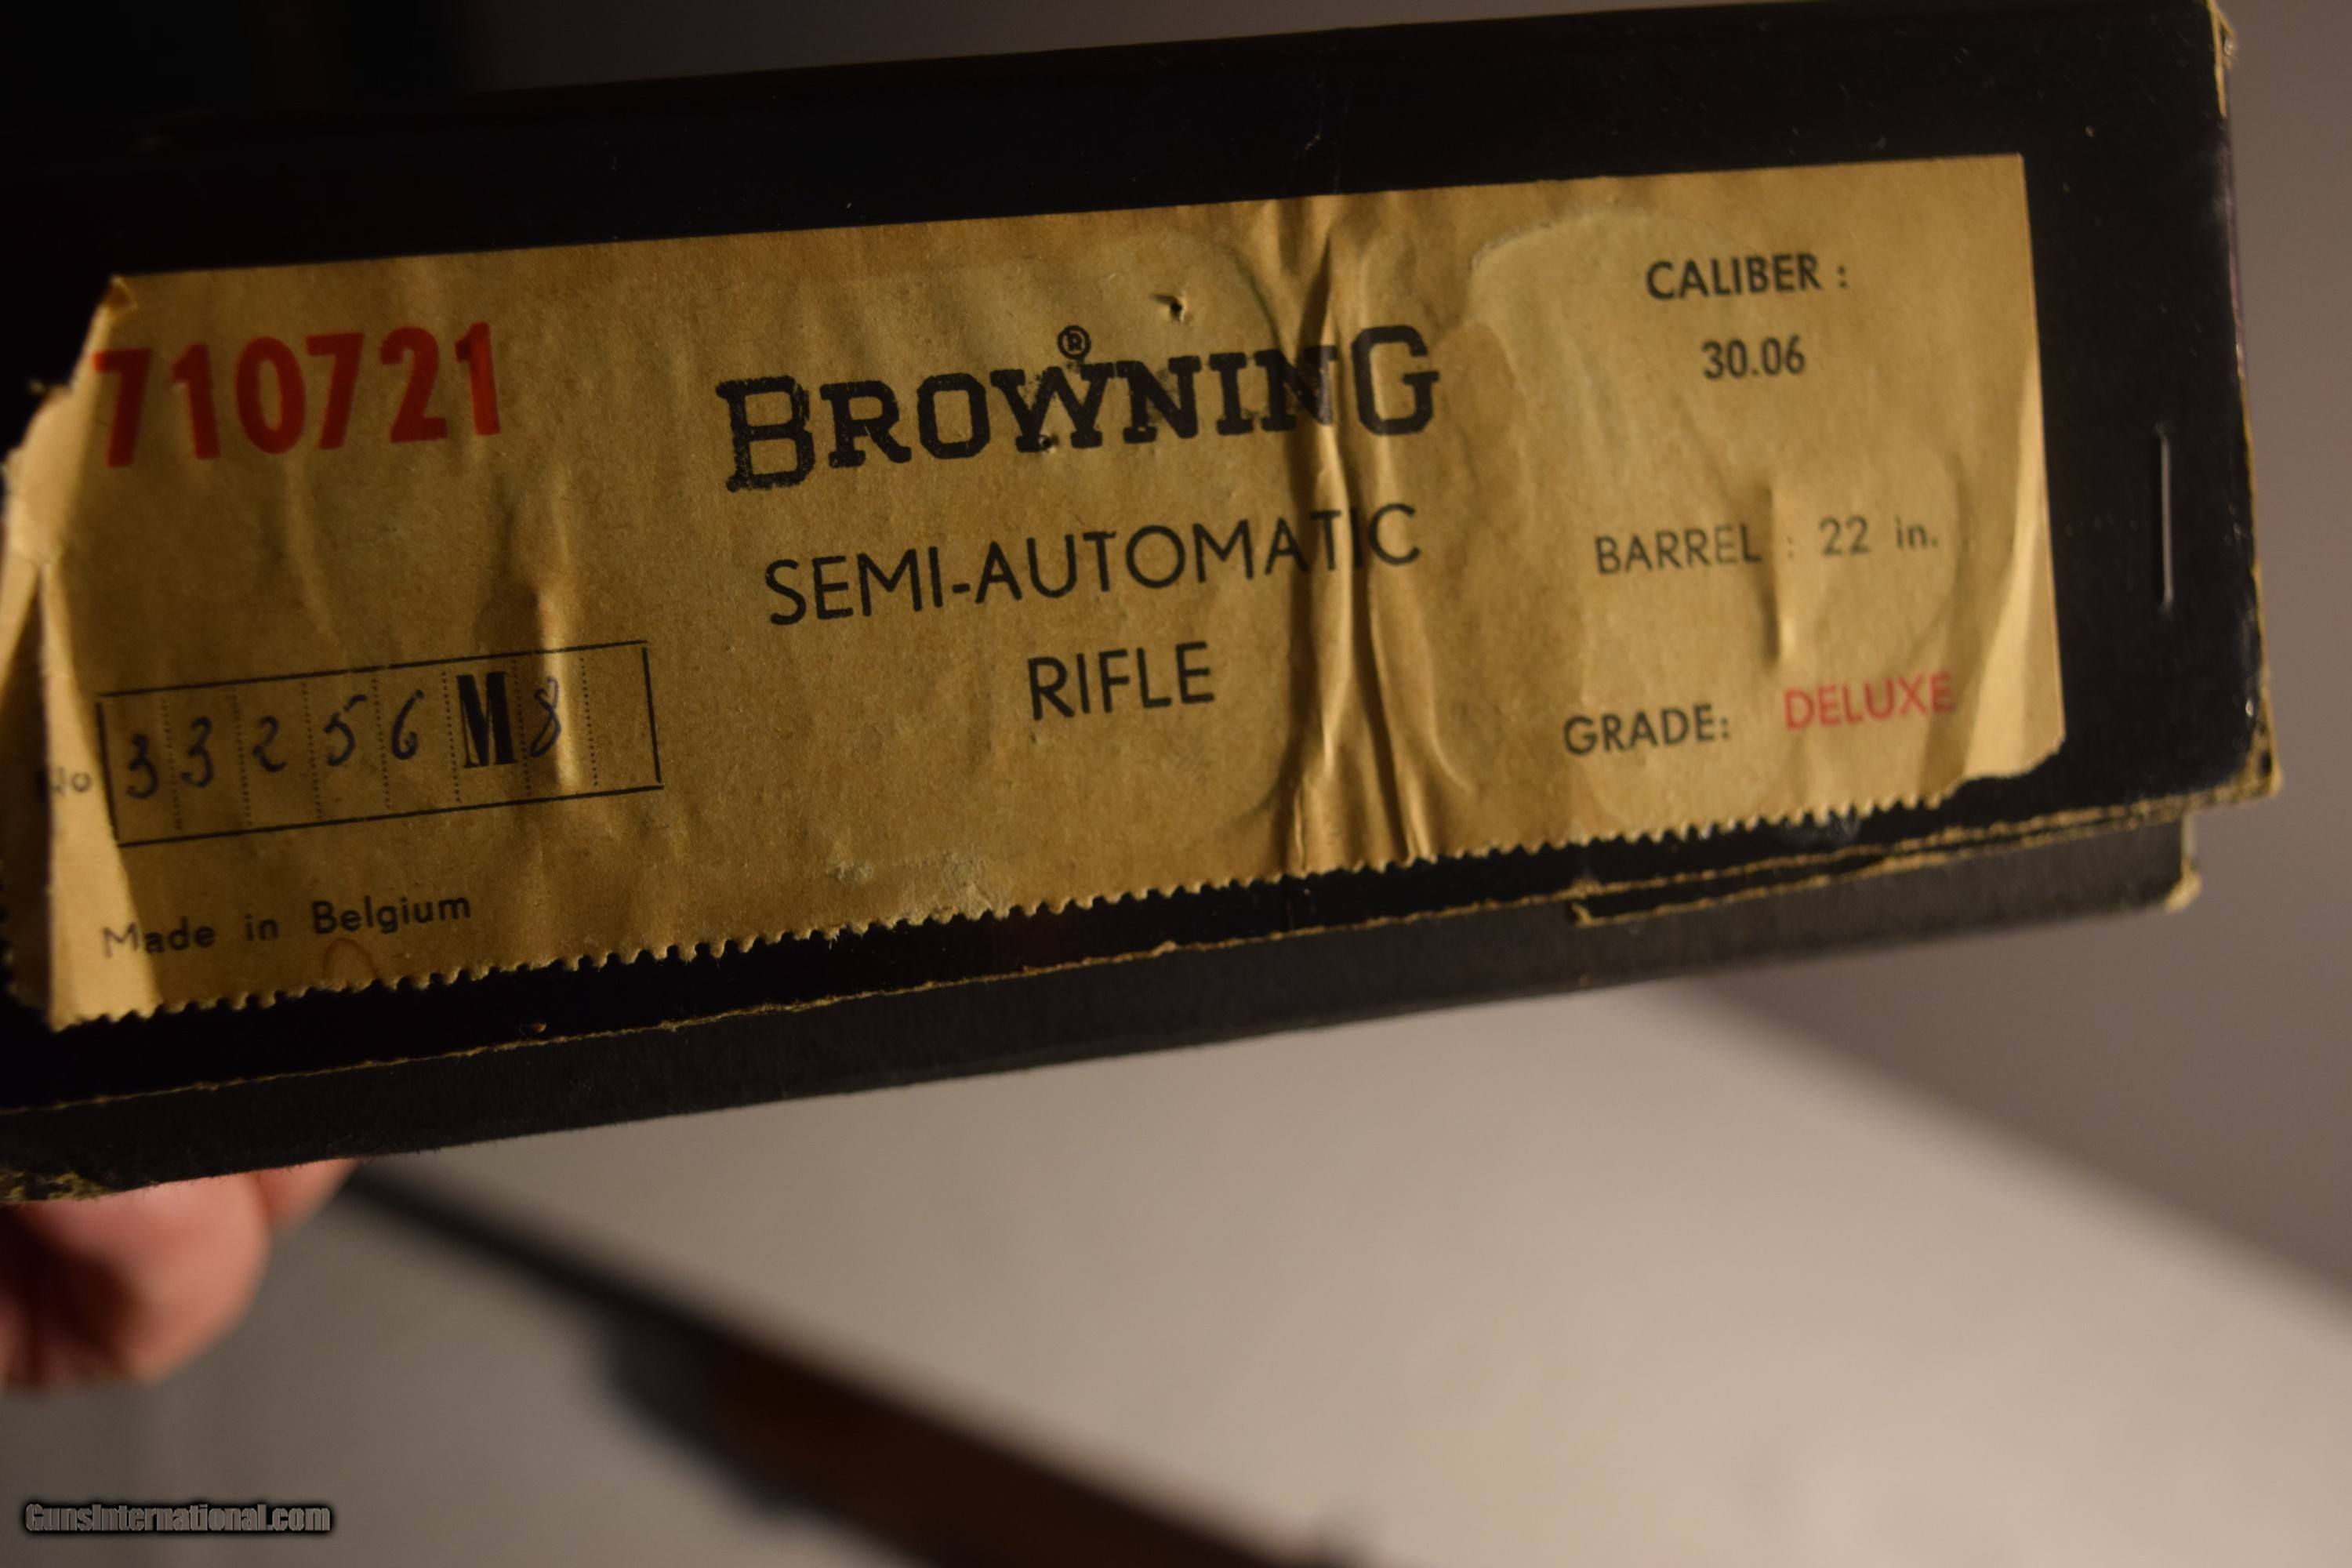 710721
BROWNING®
SEMI-AUTOMATIC
RIFLE
CALIBER :
30.06
BARREL : 22 in.
GRADE: DELUXE
No 33256M8
Made in Belgium
GunsInternational.com